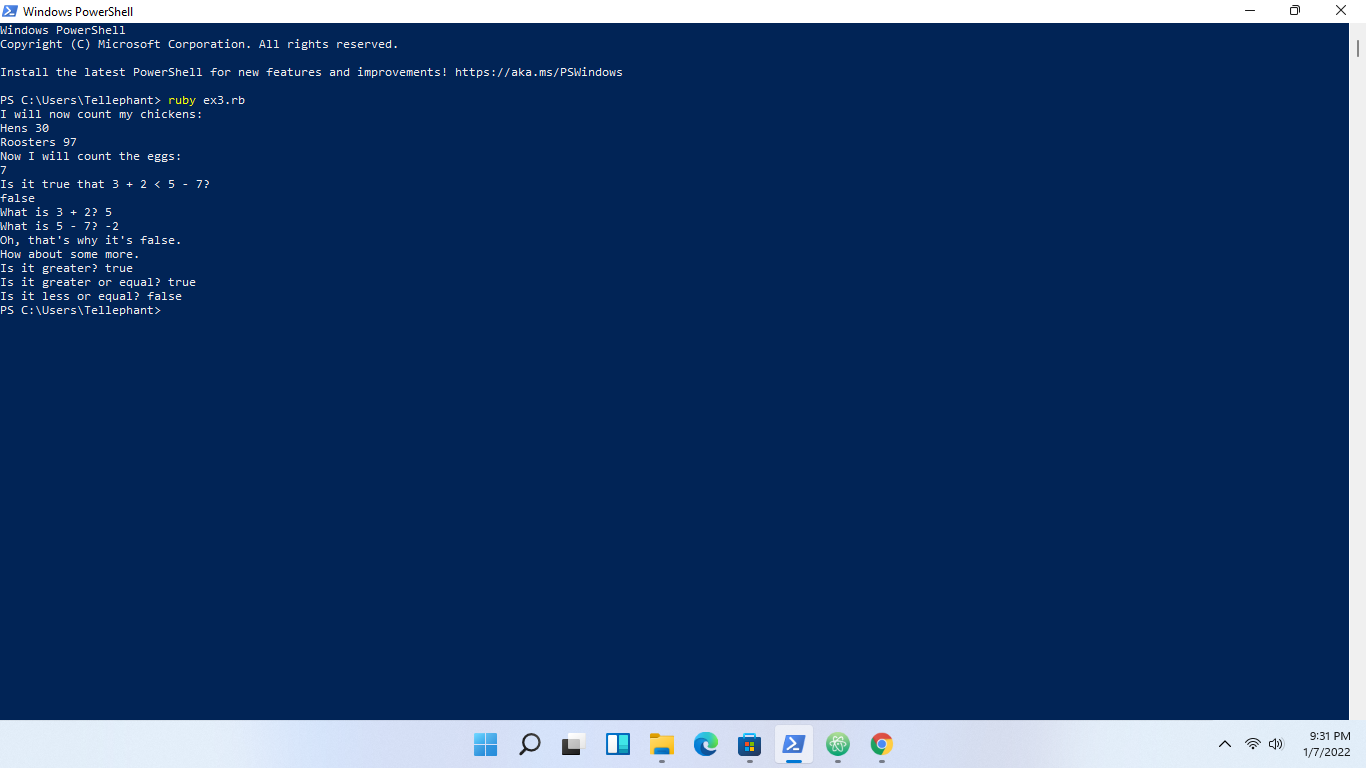 Windows PowerShell
Windows PowerShell
Copyright (C) Microsoft Corporation. All rights reserved.
Install the latest PowerShell for new features and improvements! https://aka.ms/PSWindows
PS C:\Users\Tellephant> ruby ex3.rb
I will now count my chickens:
Hens 30
Roosters 97
Now I will count the eggs:
7
Is it true that 3 + 2 < 5 - 7?
false
What is 3 + 2? 5
What is 5 - 7? -2
Oh, that's why it's false.
How about some more.
Is it greater? true
Is it greater or equal? true
Is it less or equal? false
PS C:\Users\Tellephant>
9:31 PM
1/7/2022